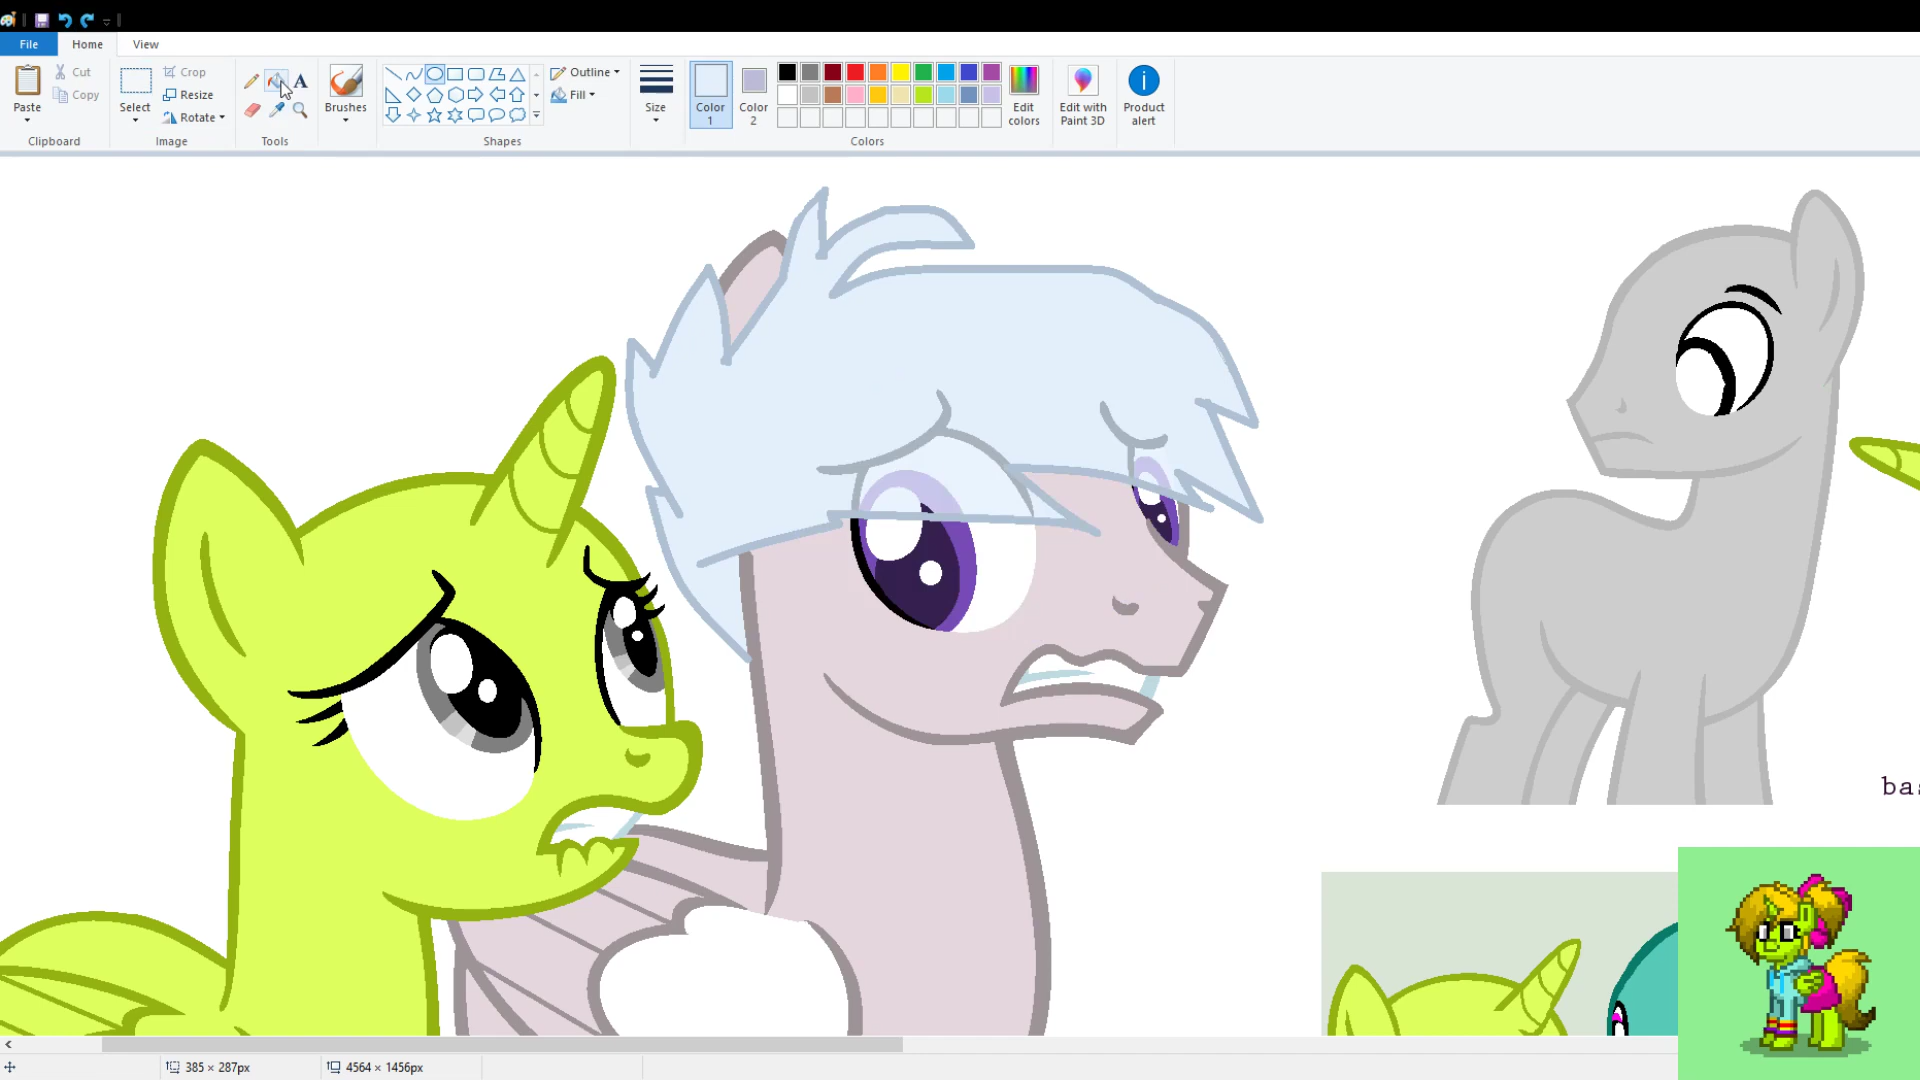 File Home View
Paste
Cut
Copy
Clipboard
Select
Crop
Resize
Rotate
Image
A
Tools
Brushes
Outline
Fill
Shapes
Size
Color 1
Color 2
Edit colors
Colors
Edit with Paint 3D
Product alert
bas
385 × 287px
4564 × 1456px